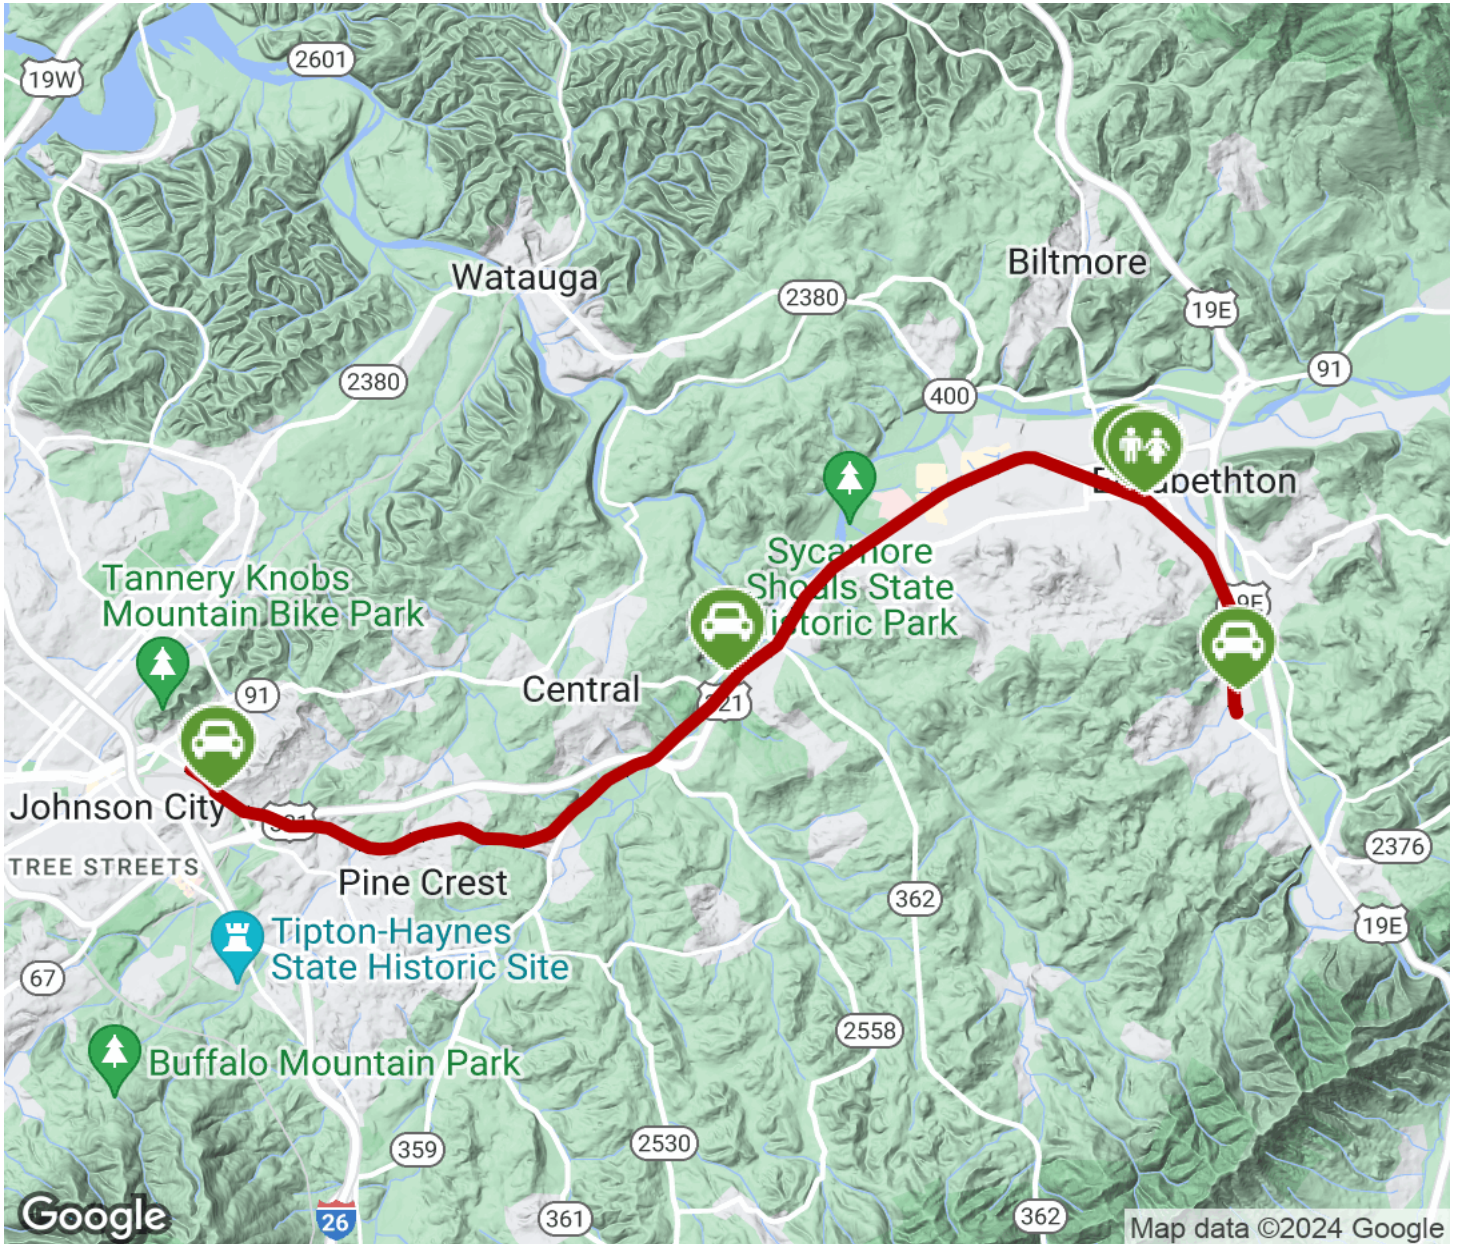 2601
19W
Watauga
Biltmore
2380
19E
2380
91
400
Sycamore
Shoals State
Historic Park
Tannery Knobs
Mountain Bike Park
91
Central
Johnson City
TREE STREETS
Pine Crest
2376
362
19E
Tipton-Haynes
State Historic Site
67
2558
Buffalo Mountain Park
359
2530
26
361
362
Google
Map data ©2024 Google